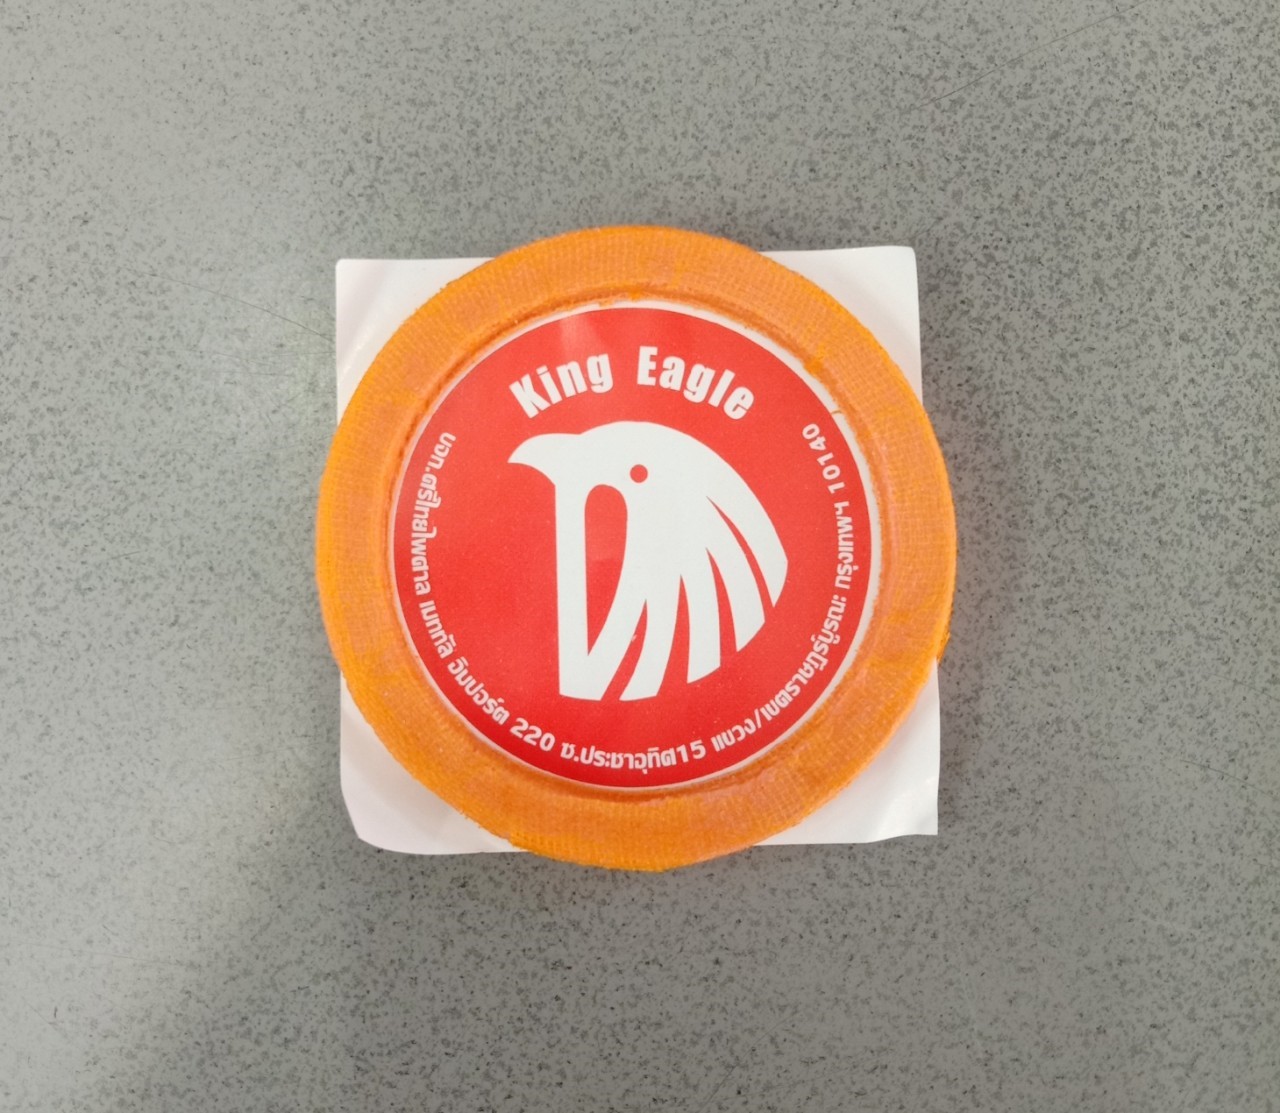 King Eagle
บจก.ตรีไทยไพศาล เมททัล อิมปอร์ต 220 ซ.ประชาอุทิศ15 แขวง/เขตราษฎร์บูรณะ กรุงเทพฯ 10140